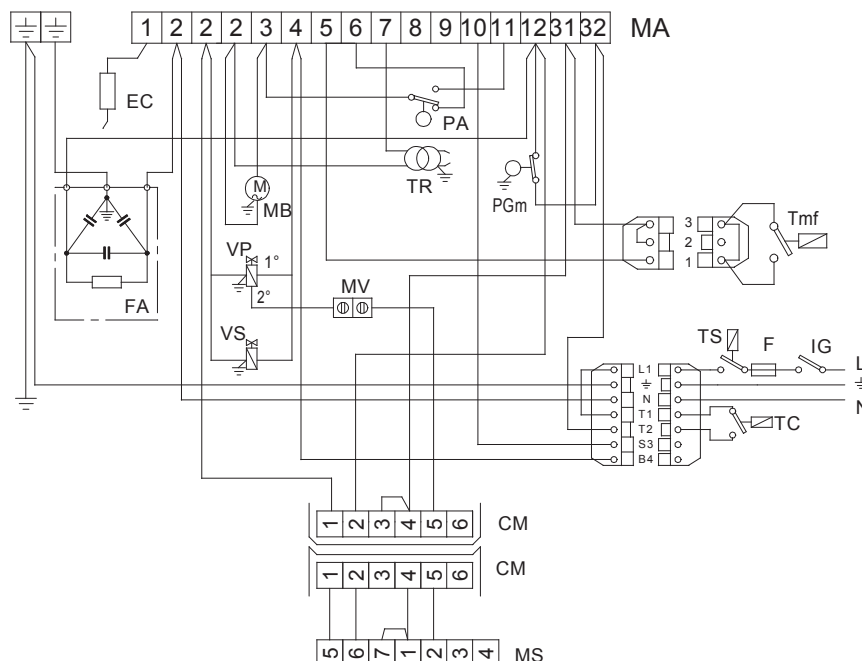 1 2 2 2 3 4 5 6 7 8 9 10 11 12 31 32 MA
EC
PA
TR
M
MB
PGm
3
2
1
Tmf
VP
1°
2°
FA
MV
VS
TS
F
IG
L1
L
N
N
T1
T2
S3
B4
TC
1 2 3 4 5 6 CM
1 2 3 4 5 6 CM
5 6 7 1 2 3 4 MS